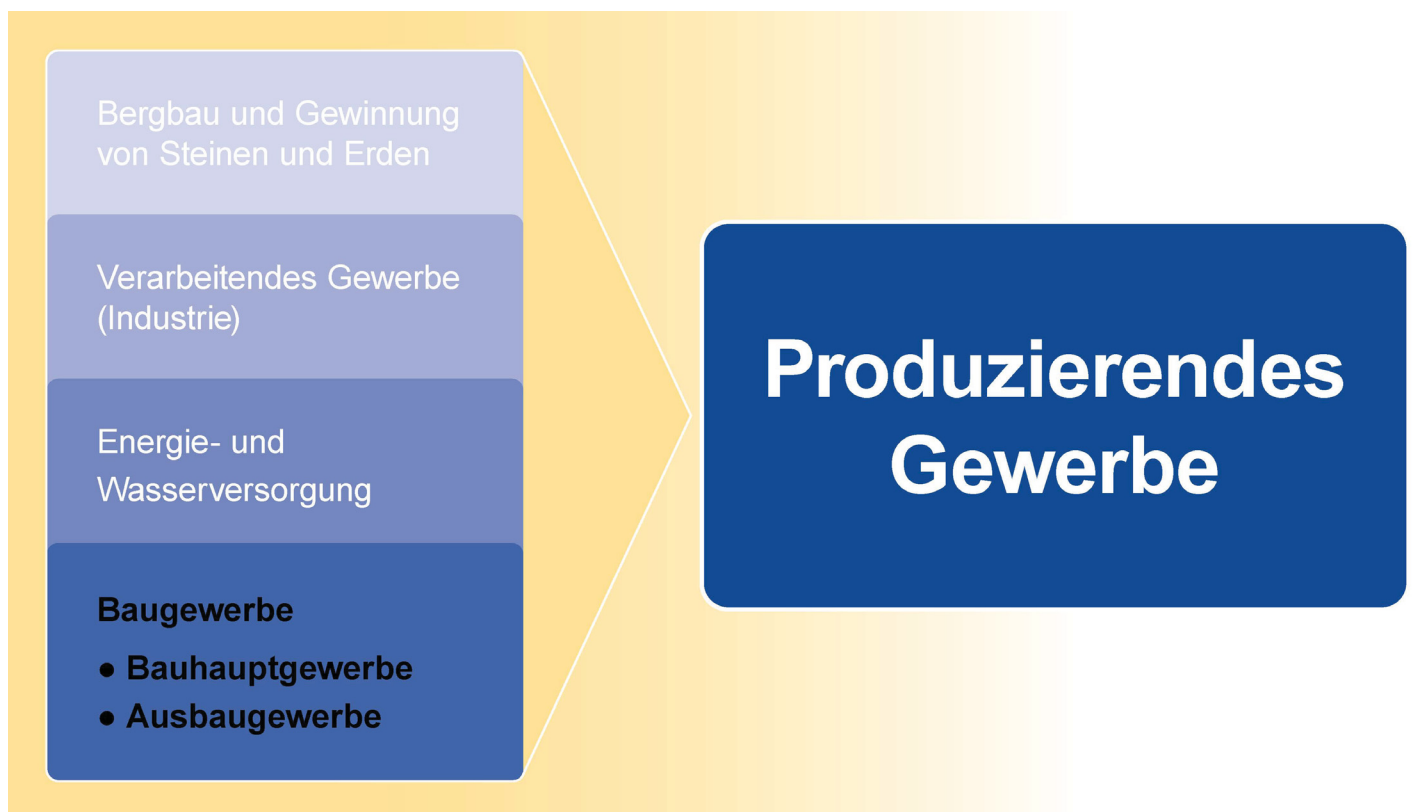 Bergbau und Gewinnung
von Steinen und Erden
Verarbeitendes Gewerbe
(Industrie)
Energie- und
Wasserversorgung
Baugewerbe
● Bauhauptgewerbe
● Ausbaugewerbe
Produzierendes
Gewerbe